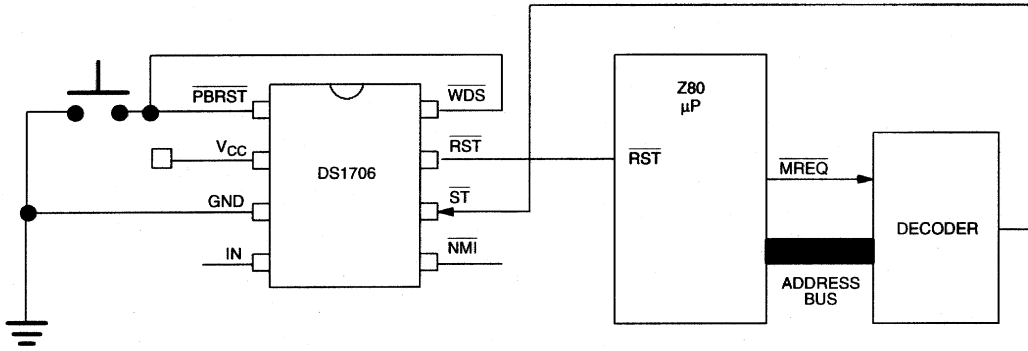 PBRST
WDS
VCC
RST
DS1706
GND
ST
IN
NMI
Z80
µP
RST
MREQ
DECODER
ADDRESS
BUS